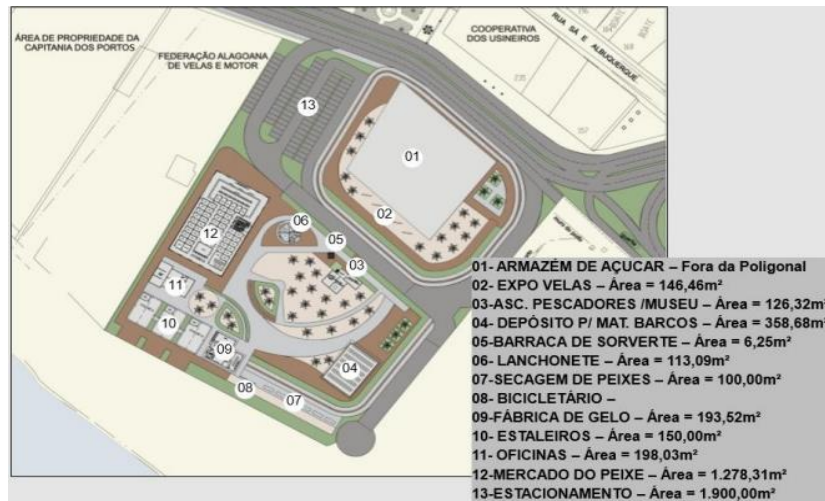 ÁREA DE PROPRIEDADE DA
CAPITANIA DOS PORTOS
FEDERAÇÃO ALAGOANA
DE VELAS E MOTOR
COOPERATIVA
DOS USINEIROS
RUA SA E ALBUQUERQUE
BOATE
BOATE
13
01
02
06
05
03
12
11
10
09
08
07
04
01- ARMAZÉM DE AÇUCAR – Fora da Poligonal
02- EXPO VELAS – Área = 146,46m²
03-ASC. PESCADORES /MUSEU – Área = 126,32m²
04- DEPÓSITO P/ MAT. BARCOS – Área = 358,68m²
05-BARRACA DE SORVERTE – Área = 6,25m²
06- LANCHONETE – Área = 113,09m²
07-SECAGEM DE PEIXES – Área = 100,00m²
08- BICICLETÁRIO –
09-FÁBRICA DE GELO – Área = 193,52m²
10- ESTALEIROS – Área = 150,00m²
11- OFICINAS – Área = 198,03m²
12-MERCADO DO PEIXE – Área = 1.278,31m²
13-ESTACIONAMENTO – Área = 1.900,00m²